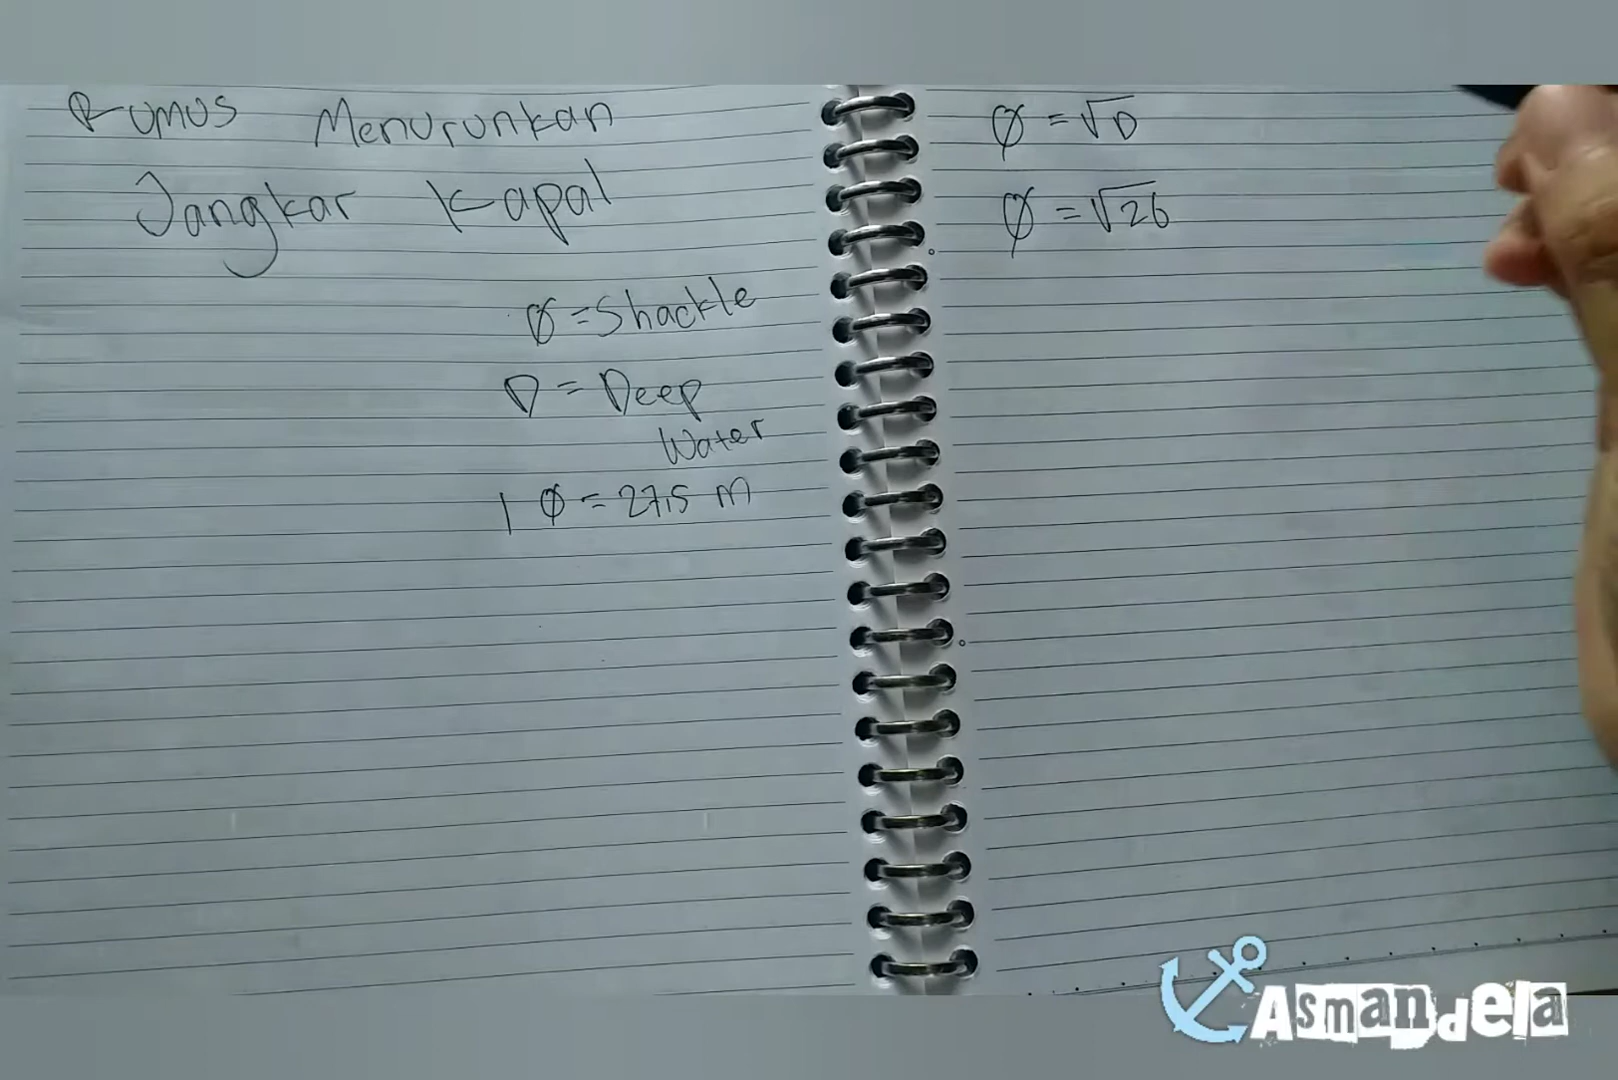 Rumus Menurunkan
Jangkar Kapal
Ø = Shackle
D = Deep
Water
1 Ø = 27,5 m
Ø = √D
Ø = √26
Asmandela